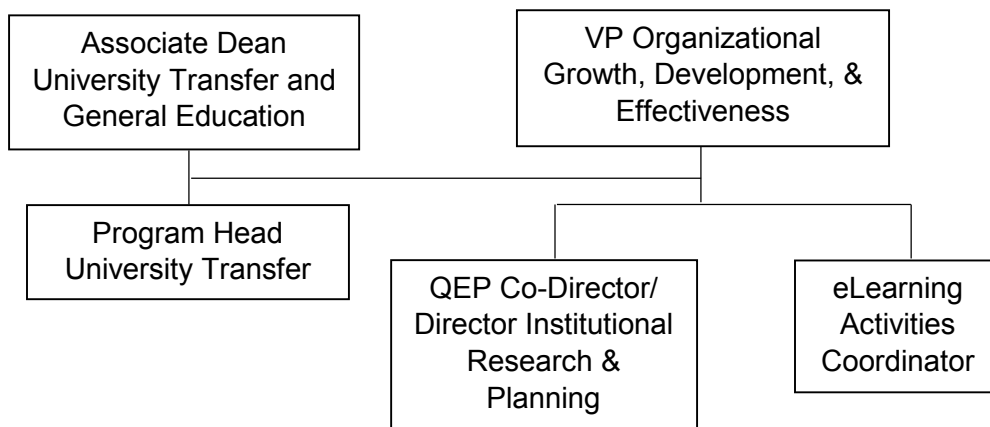 Associate Dean
University Transfer and
General Education
VP Organizational
Growth, Development, &
Effectiveness
Program Head
University Transfer
QEP Co-Director/
Director Institutional
Research &
Planning
eLearning
Activities
Coordinator